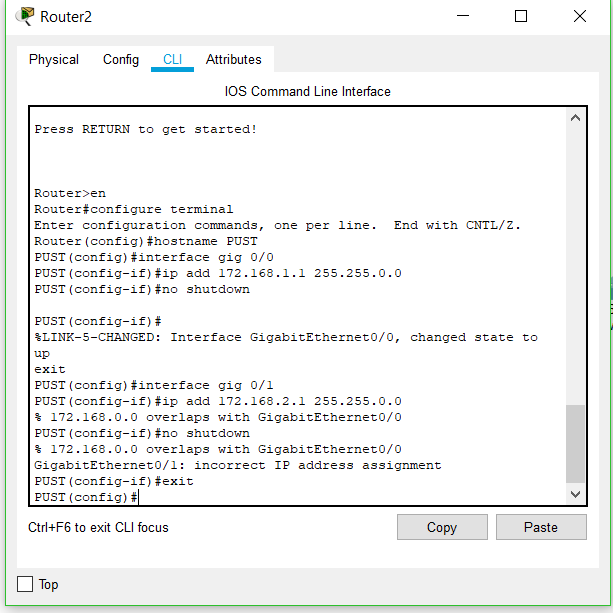 Router2
Physical Config CLI Attributes
IOS Command Line Interface
Press RETURN to get started!
Router>en
Router#configure terminal
Enter configuration commands, one per line.  End with CNTL/Z.
Router(config)#hostname PUST
PUST(config)#interface gig 0/0
PUST(config-if)#ip add 172.168.1.1 255.255.0.0
PUST(config-if)#no shutdown
PUST(config-if)#
%LINK-5-CHANGED: Interface GigabitEthernet0/0, changed state to
up
exit
PUST(config)#interface gig 0/1
PUST(config-if)#ip add 172.168.2.1 255.255.0.0
% 172.168.0.0 overlaps with GigabitEthernet0/0
PUST(config-if)#no shutdown
% 172.168.0.0 overlaps with GigabitEthernet0/0
GigabitEthernet0/1: incorrect IP address assignment
PUST(config-if)#exit
PUST(config)#
Ctrl+F6 to exit CLI focus
Copy Paste
Top